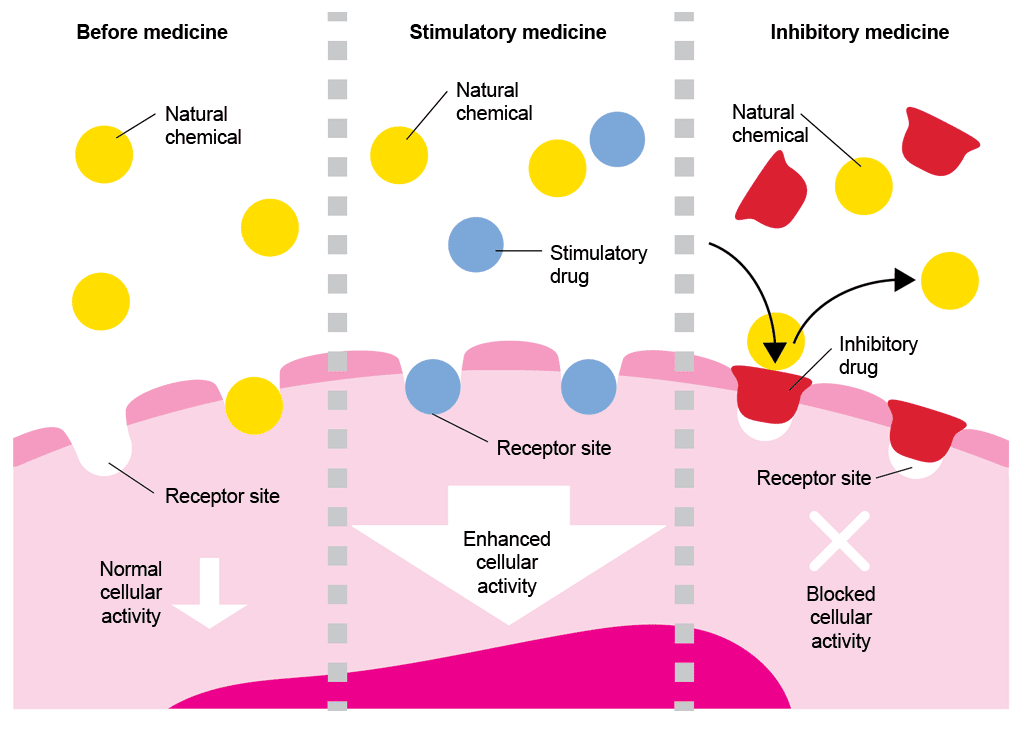 Before medicine
Natural
chemical
Receptor site
Normal
cellular
activity
Stimulatory medicine
Natural
chemical
Stimulatory
drug
Receptor site
Enhanced
cellular
activity
Inhibitory medicine
Natural
chemical
Inhibitory
drug
Receptor site
Blocked
cellular
activity